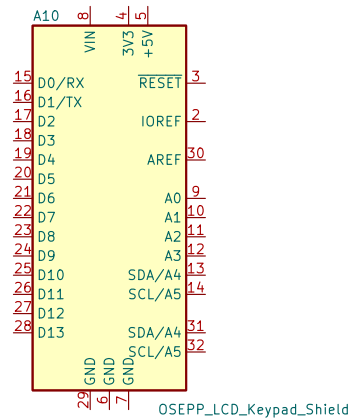 A10
8 4 5
VIN 3V3 +5V
15 D0/RX RESET 3
16 D1/TX
17 D2 IOREF 2
18 D3
19 D4 AREF 30
20 D5
21 D6 A0 9
22 D7 A1 10
23 D8 A2 11
24 D9 A3 12
25 D10 SDA/A4 13
26 D11 SCL/A5 14
27 D12
28 D13 SDA/A4 31
SCL/A5 32
GND GND GND
29 6 7
OSEPP_LCD_Keypad_Shield